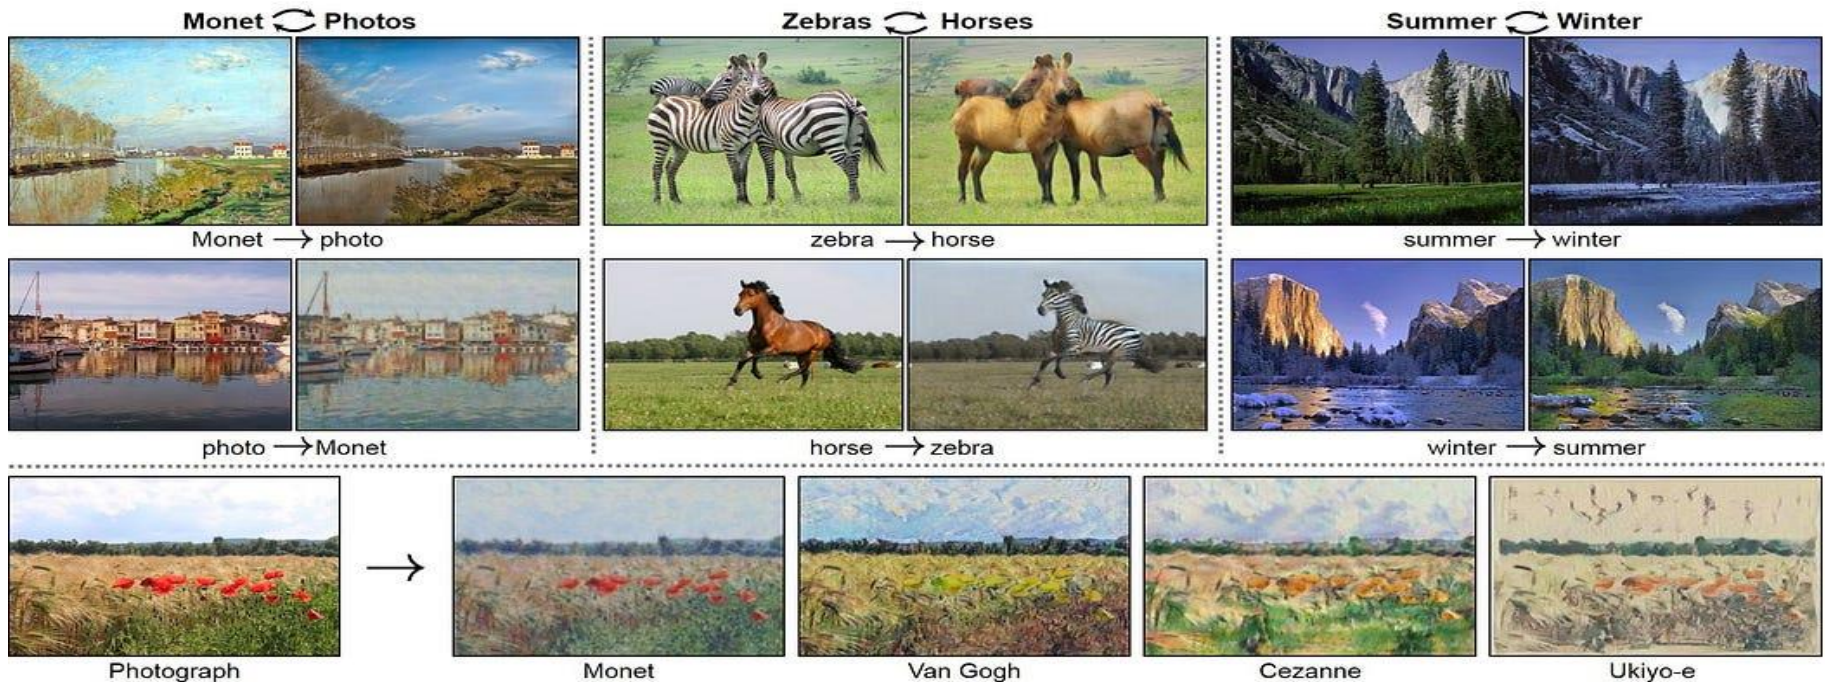 Monet Photos
Zebras Horses
Summer Winter
Monet → photo
zebra → horse
summer → winter
photo → Monet
horse → zebra
winter → summer
Photograph
Monet
Van Gogh
Cezanne
Ukiyo-e